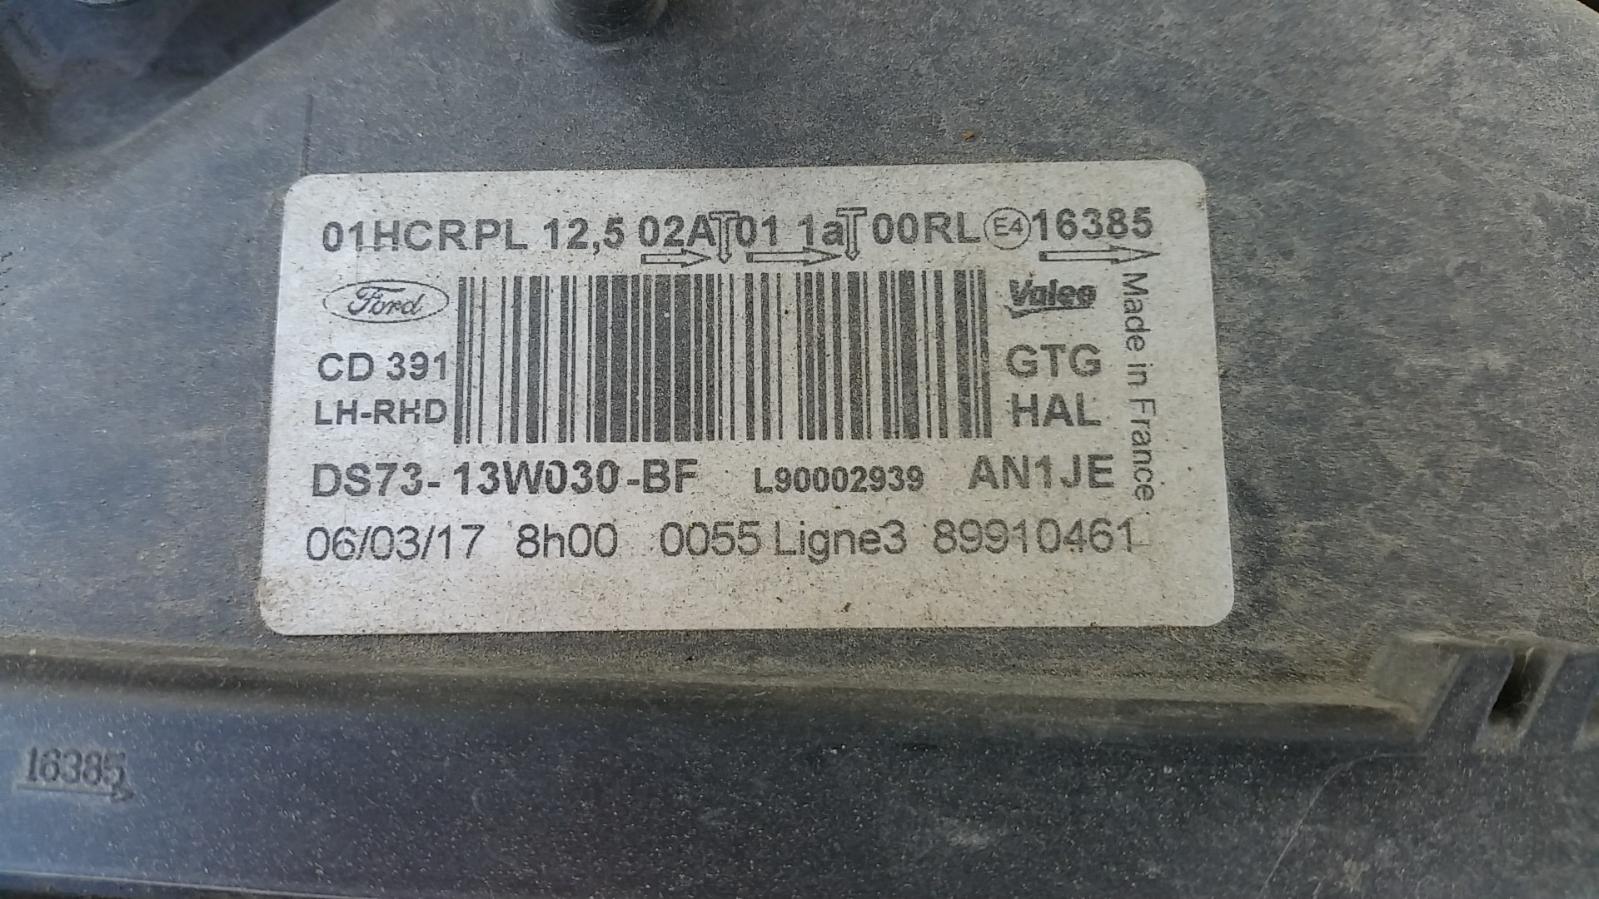 01HCRPL 12,5 02A 01 1a 00RL E4 16385
Ford
Valeo
CD 391
GTG
LH-RHD
HAL
Made in France
DS73-13W030-BF L90002939 AN1JE
06/03/17 8h00 0055 Ligne3 89910461
16385